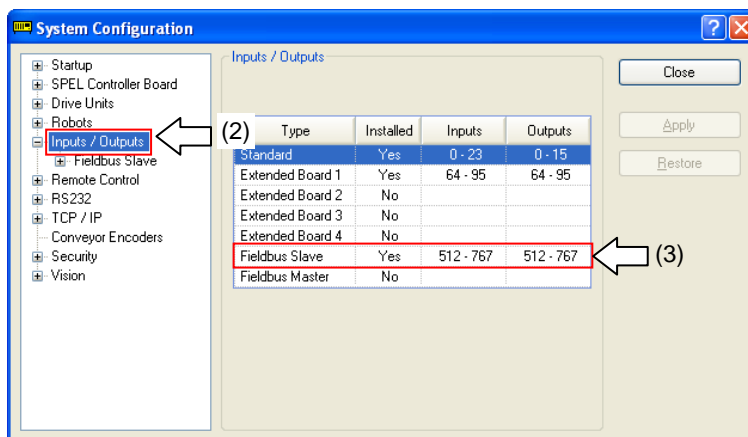 System Configuration
Startup
SPEL Controller Board
Drive Units
Robots
Inputs / Outputs
Fieldbus Slave
Remote Control
RS232
TCP / IP
Conveyor Encoders
Security
Vision
(2)
Inputs / Outputs
Type Installed Inputs Outputs
Standard Yes 0 - 23 0 - 15
Extended Board 1 Yes 64 - 95 64 - 95
Extended Board 2 No
Extended Board 3 No
Extended Board 4 No
Fieldbus Slave Yes 512 - 767 512 - 767
Fieldbus Master No
(3)
Close
Apply
Restore